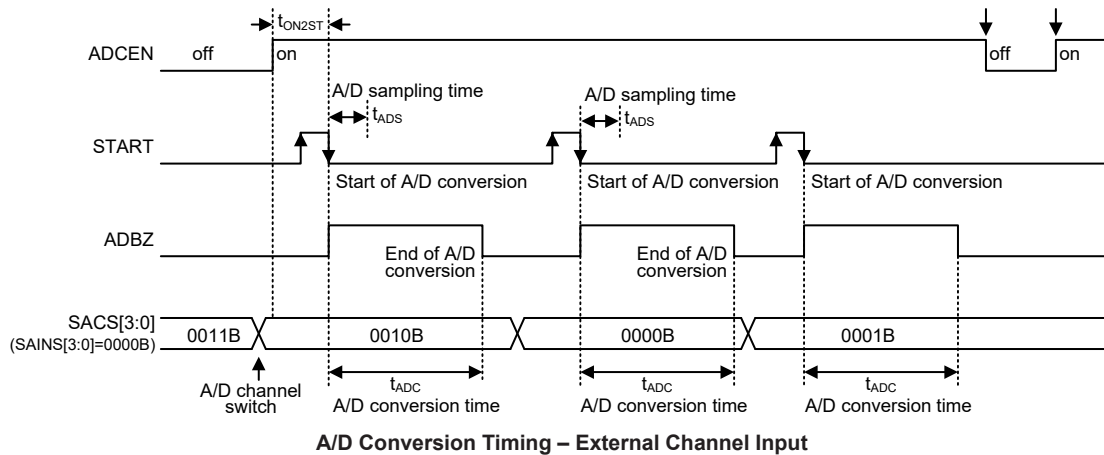 tON2ST
ADCEN
off
on
off
on
A/D sampling time
tADS
A/D sampling time
tADS
START
Start of A/D conversion
Start of A/D conversion
Start of A/D conversion
ADBZ
End of A/D
conversion
End of A/D
conversion
SACS[3:0]
(SAINS[3:0]=0000B)
0011B
0010B
0000B
0001B
A/D channel
switch
tADC
A/D conversion time
tADC
A/D conversion time
tADC
A/D conversion time
A/D Conversion Timing – External Channel Input